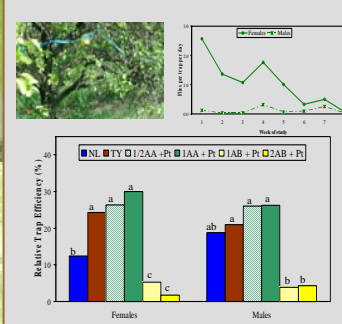 Females Males
Flies per trap per day
1 2 3 4 5 6 7
Week of study
NL TY 1/2AA +Pt 1AA + Pt 1AB + Pt 2AB + Pt
Relative Trap Efficiency (%)
40
30
20
10
0
b a a a c c
ab a a a b b
Females Males